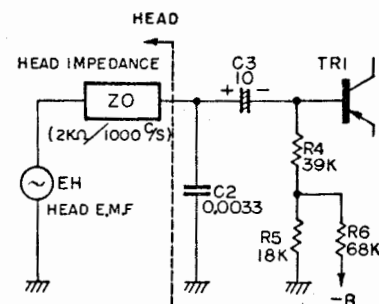 HEAD
HEAD IMPEDANCE
ZO
(2KΩ/1000 C/S)
C3
+ 10 −
TR1
R4
39K
EH
HEAD E,M.F
C2
0.0033
R5
18K
R6
68K
−B